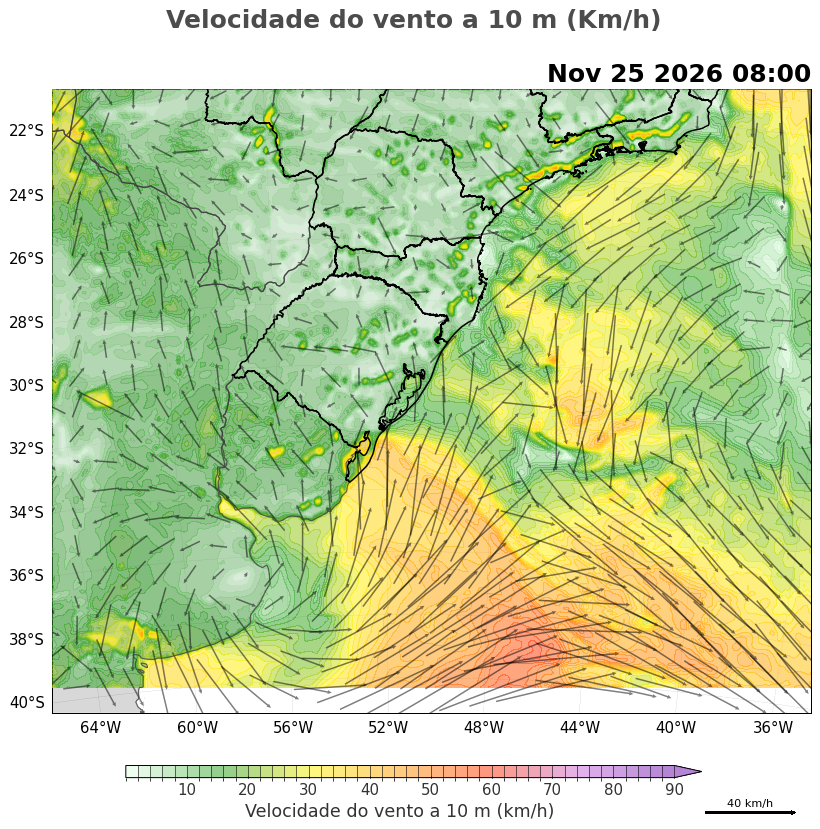 Velocidade do vento a 10 m (Km/h)
Nov 25 2026 08:00
22°S
24°S
26°S
28°S
30°S
32°S
34°S
36°S
38°S
40°S
64°W 60°W 56°W 52°W 48°W 44°W 40°W 36°W
10 20 30 40 50 60 70 80 90
Velocidade do vento a 10 m (km/h)
40 km/h